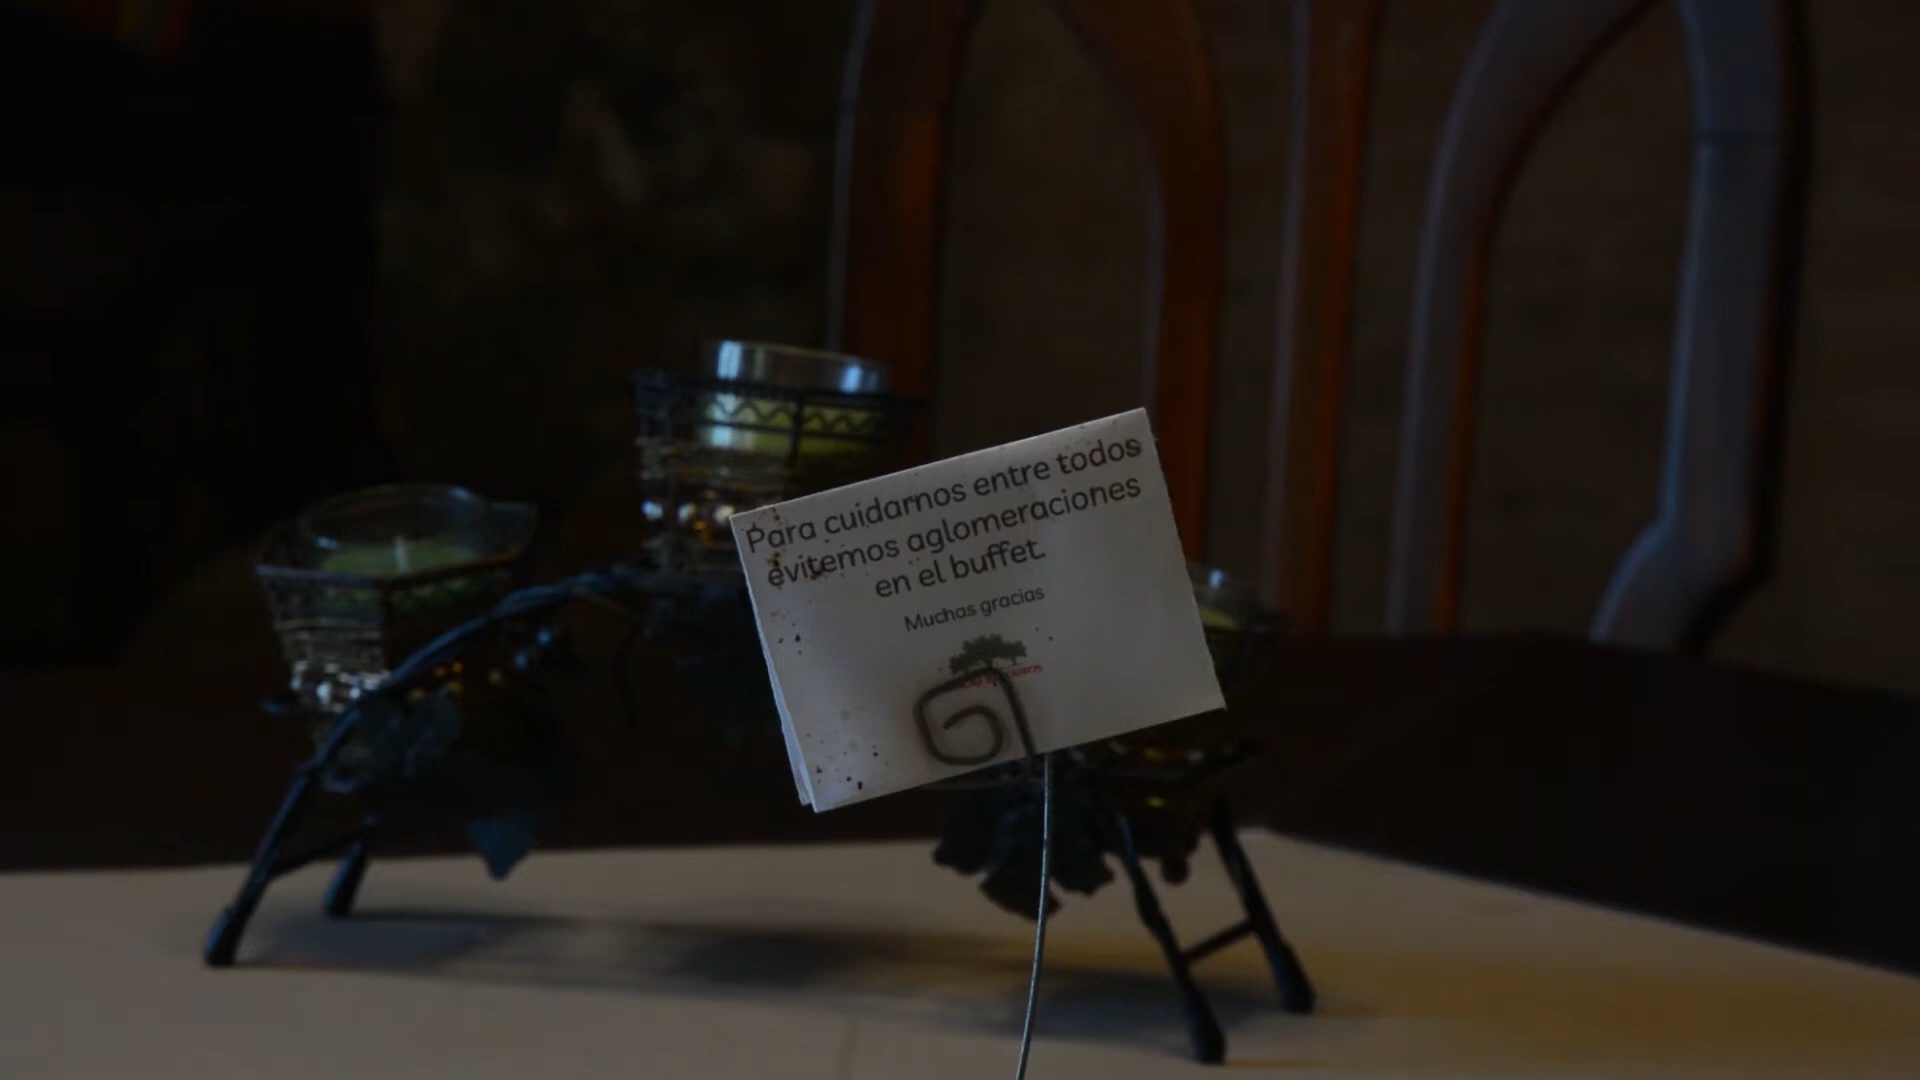 Para cuidarnos entre todos
evitemos aglomeraciones
en el buffet.
Muchas gracias